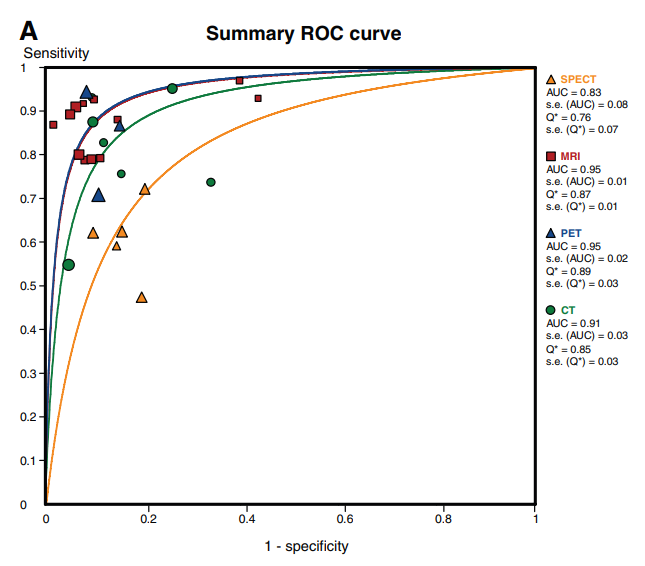 A
Summary ROC curve
Sensitivity
1
0.9
0.8
0.7
0.6
0.5
0.4
0.3
0.2
0.1
0
0
0.2
0.4
0.6
0.8
1
1 - specificity
SPECT
AUC = 0.83
s.e. (AUC) = 0.08
Q* = 0.76
s.e. (Q*) = 0.07
MRI
AUC = 0.95
s.e. (AUC) = 0.01
Q* = 0.87
s.e. (Q*) = 0.01
PET
AUC = 0.95
s.e. (AUC) = 0.02
Q* = 0.89
s.e. (Q*) = 0.03
CT
AUC = 0.91
s.e. (AUC) = 0.03
Q* = 0.85
s.e. (Q*) = 0.03